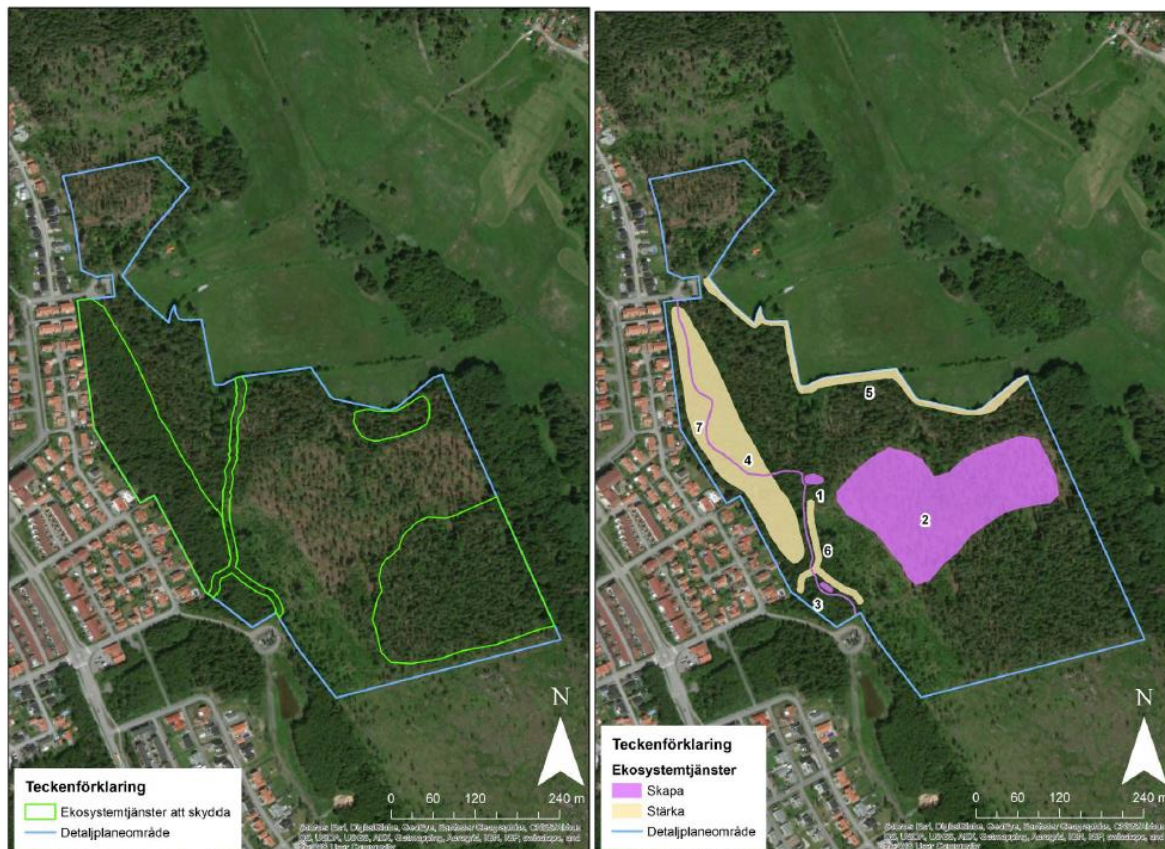 N
0 60 120 240 m
Teckenförklaring
Ekosystemtjänster att skydda
Detaljplaneområde
5
7
4
1
2
6
3
N
0 60 120 240 m
Teckenförklaring
Ekosystemtjänster
Skapa
Stärka
Detaljplaneområde